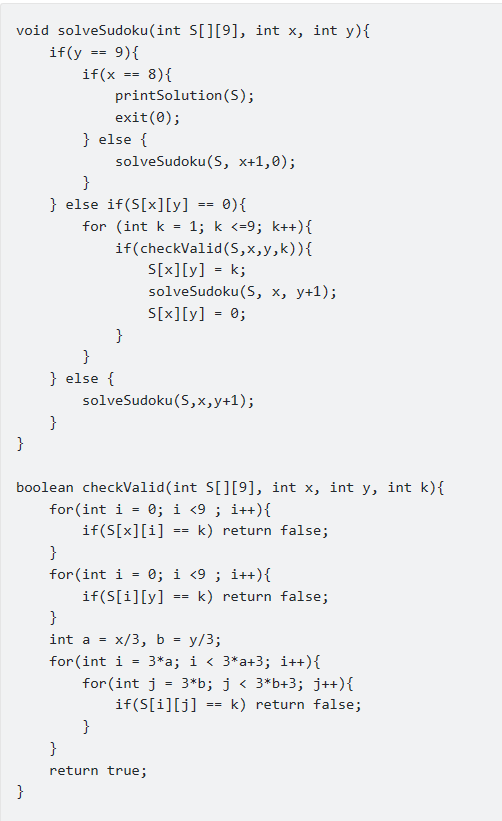 void solveSudoku(int S[][9], int x, int y){
    if(y == 9){
        if(x == 8){
            printSolution(S);
            exit(0);
        } else {
            solveSudoku(S, x+1,0);
        }
    } else if(S[x][y] == 0){
        for (int k = 1; k <=9; k++){
            if(checkValid(S,x,y,k)){
                S[x][y] = k;
                solveSudoku(S, x, y+1);
                S[x][y] = 0;
            }
        }
    } else {
        solveSudoku(S,x,y+1);
    }
}

boolean checkValid(int S[][9], int x, int y, int k){
    for(int i = 0; i <9 ; i++){
        if(S[x][i] == k) return false;
    }
    for(int i = 0; i <9 ; i++){
        if(S[i][y] == k) return false;
    }
    int a = x/3, b = y/3;
    for(int i = 3*a; i < 3*a+3; i++){
        for(int j = 3*b; j < 3*b+3; j++){
            if(S[i][j] == k) return false;
        }
    }
    return true;
}